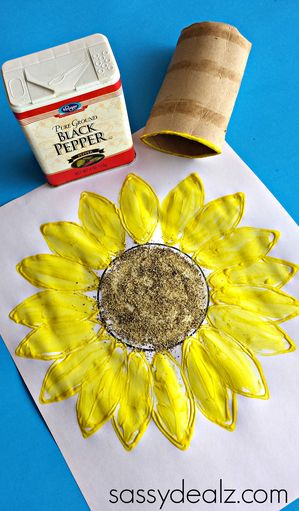 Kroger
PURE GROUND
BLACK
PEPPER
sassydealz.com